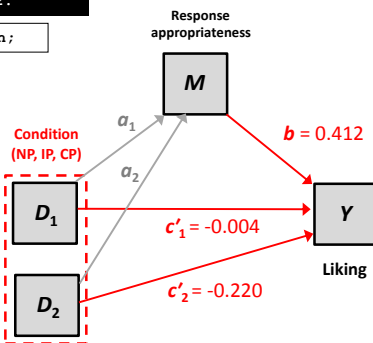 Response
appropriateness
M
Condition
(NP, IP, CP)
a1
a2
b = 0.412
D1
c'1 = -0.004
Y
D2
c'2 = -0.220
Liking